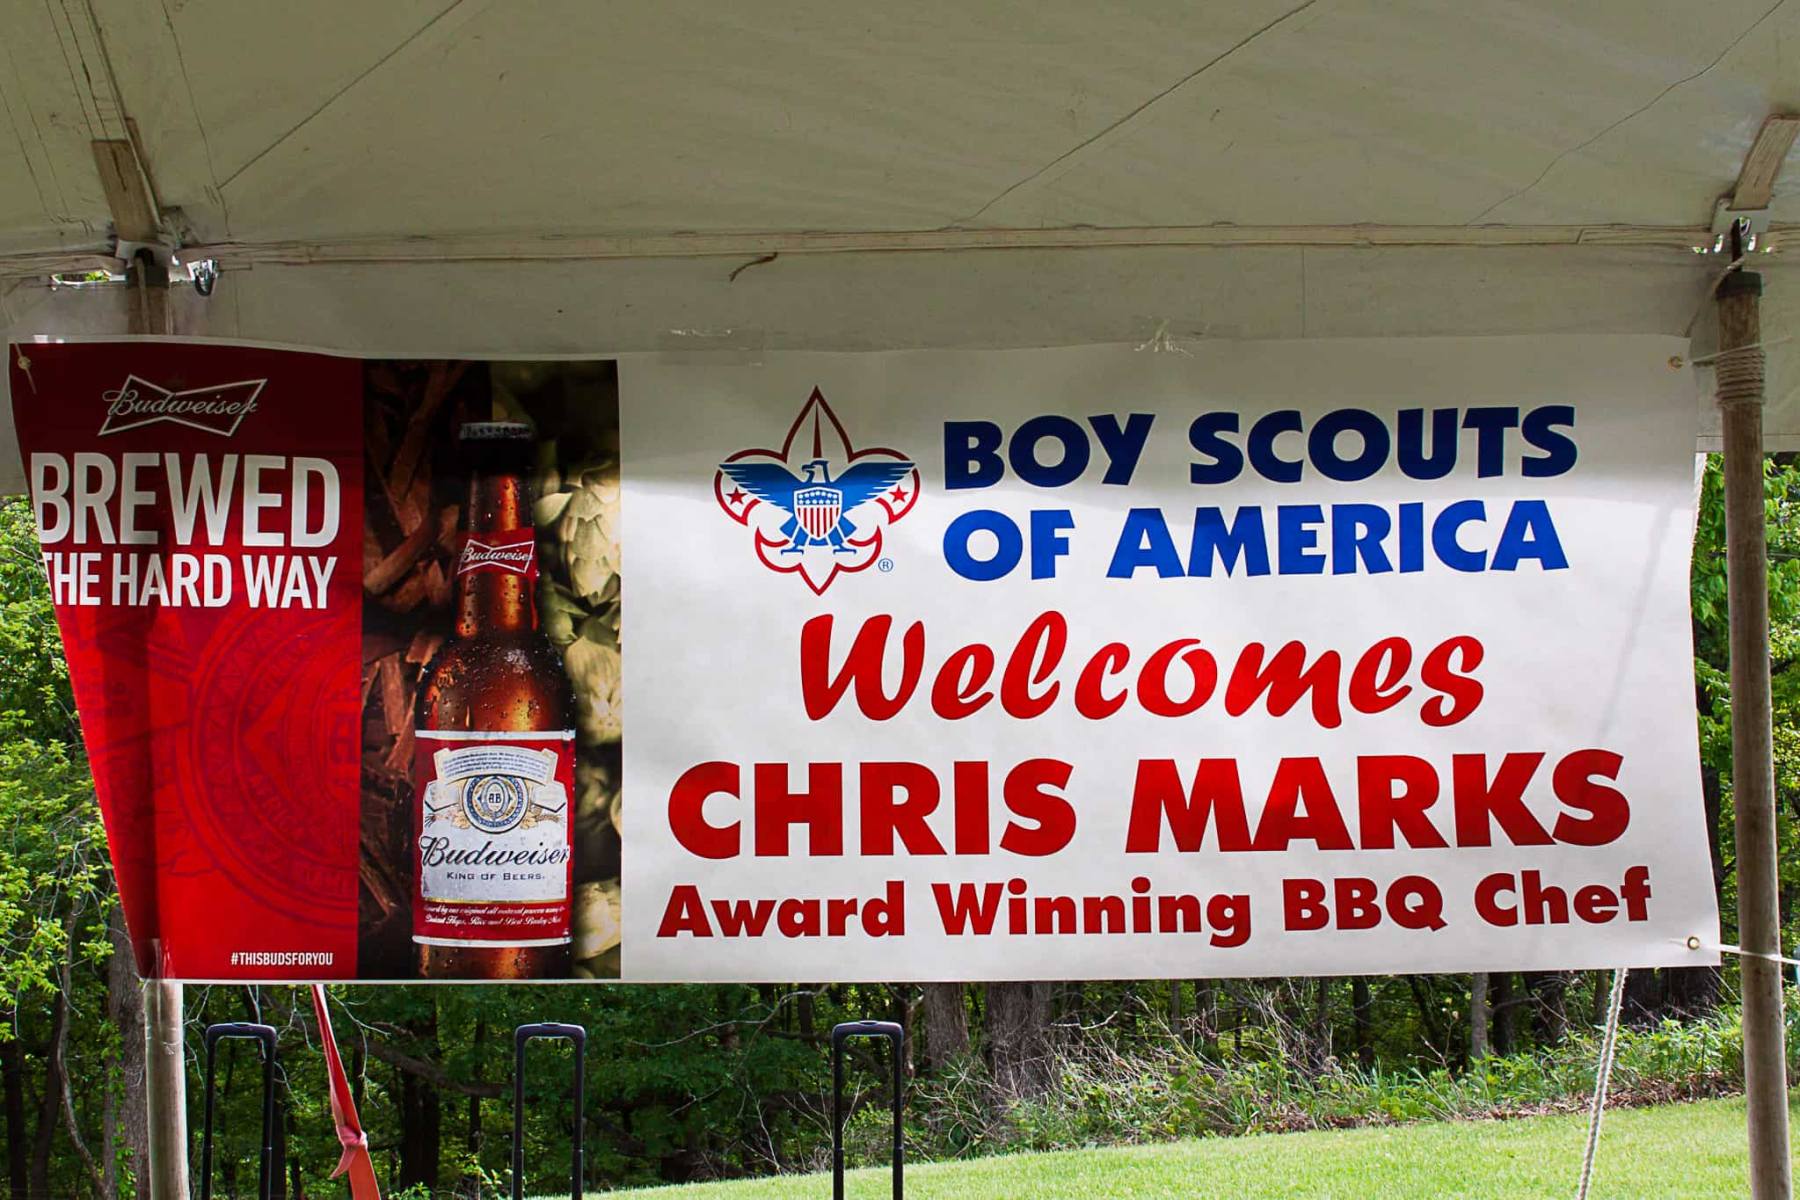 Budweiser
BREWED
THE HARD WAY
#THISBUDSFORYOU
Budweiser
AB
Budweiser
KING OF BEERS.
BOY SCOUTS
OF AMERICA
®
Welcomes
CHRIS MARKS
Award Winning BBQ Chef